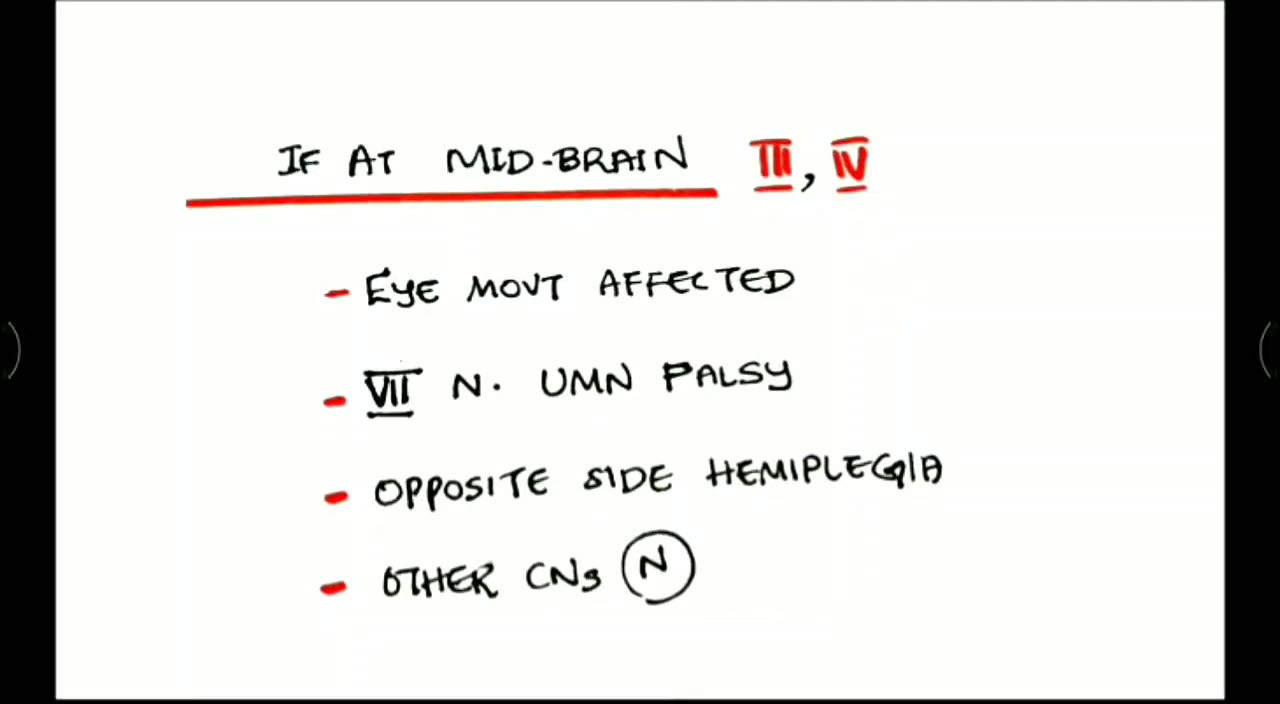 IF AT MID-BRAIN III, IV
- EYE MOVT AFFECTED
- VII N. UMN PALSY
- OPPOSITE SIDE HEMIPLEGIA
- OTHER CNs N